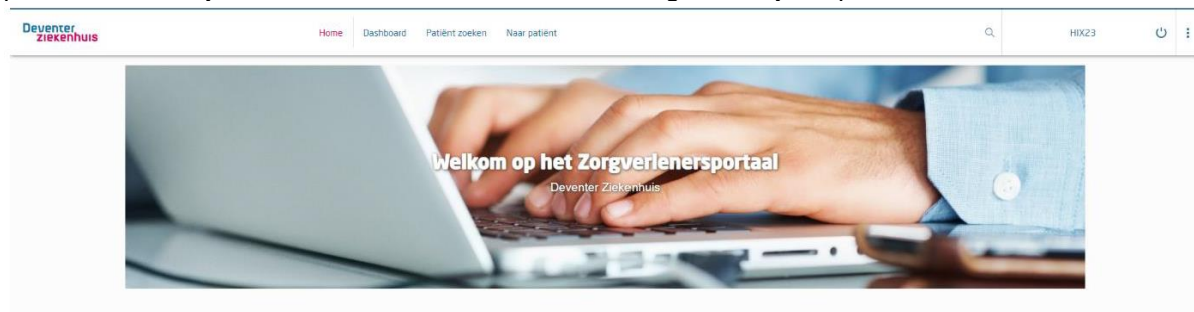 Deventer
ziekenhuis
Home Dashboard Patiënt zoeken Naar patiënt HIX23
Welkom op het Zorgverlenersportaal
Deventer Ziekenhuis